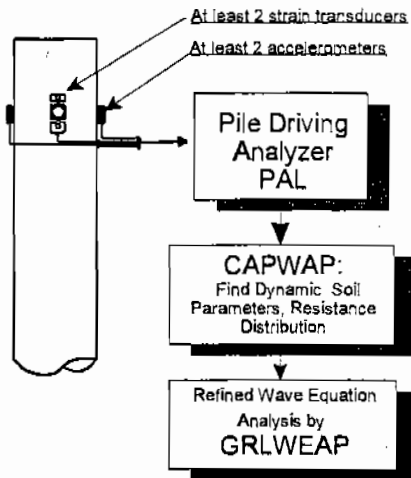 At least 2 strain transducers
At least 2 accelerometers
Pile Driving
Analyzer
PAL
CAPWAP:
Find Dynamic Soil
Parameters, Resistance
Distribution
Refined Wave Equation
Analysis by
GRLWEAP